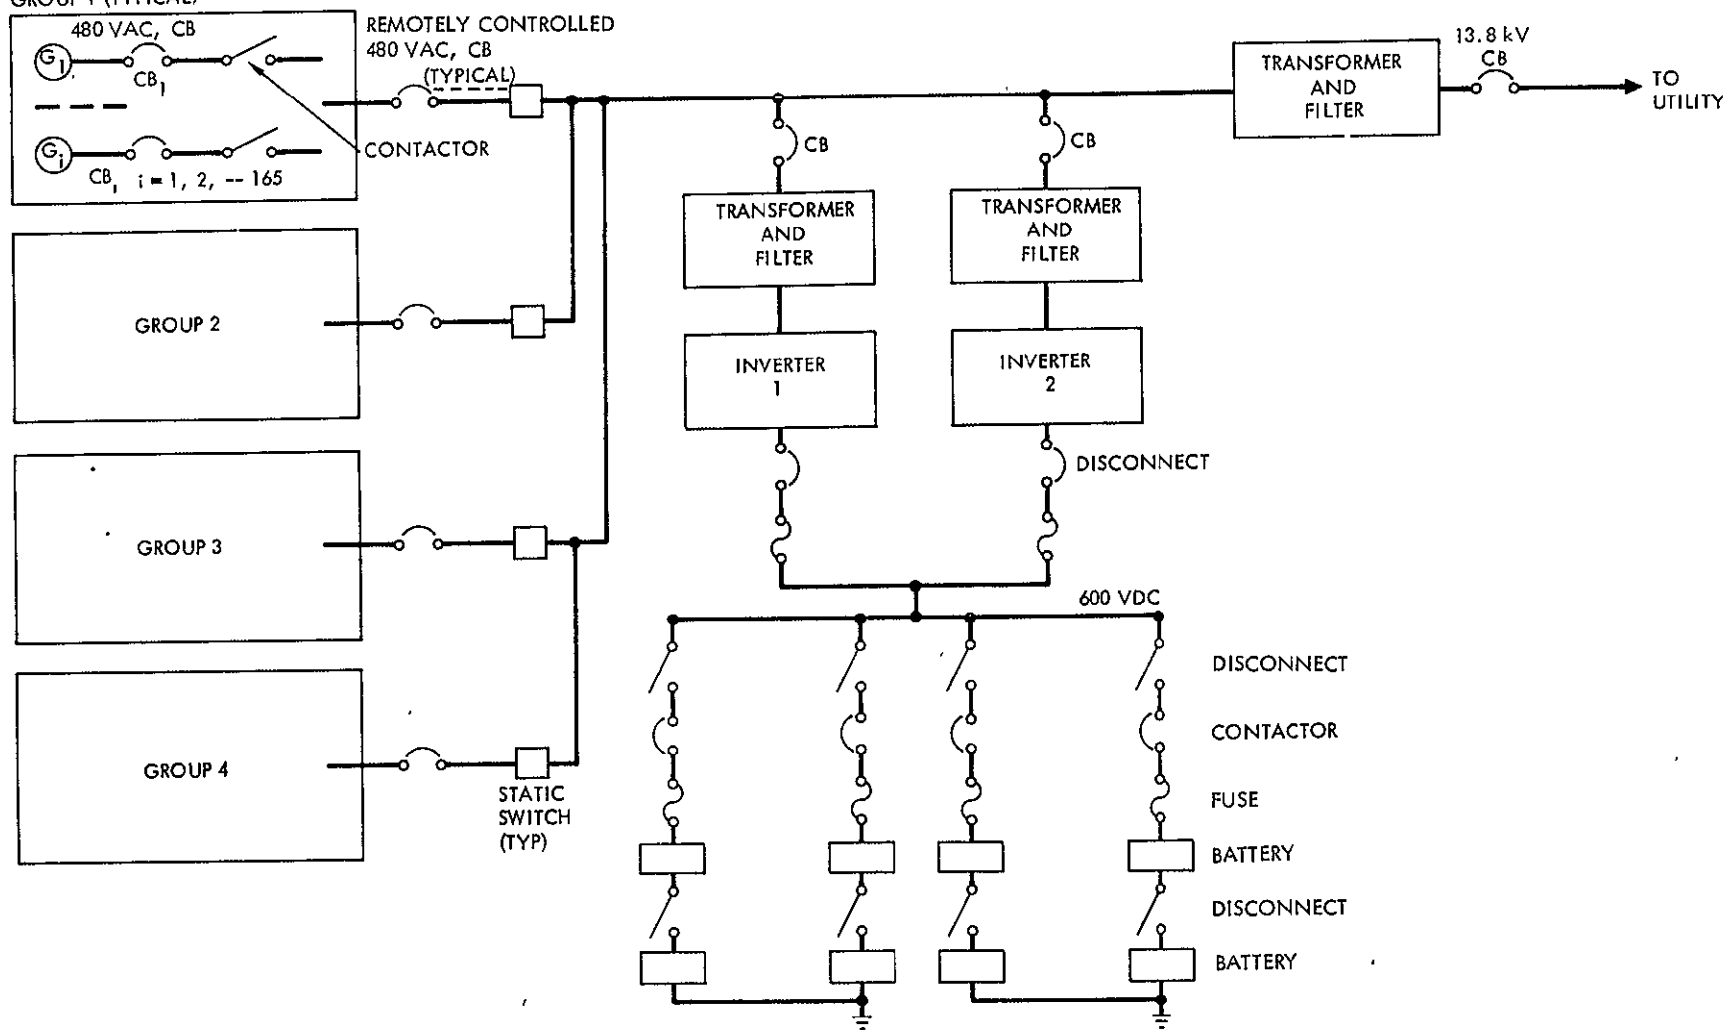 GROUP 1 (TYPICAL)
480 VAC, CB
G1
CB1
CONTACTOR
Gi
CBi i = 1, 2, -- 165
REMOTELY CONTROLLED
480 VAC, CB
(TYPICAL)
GROUP 2
GROUP 3
GROUP 4
STATIC
SWITCH
(TYP)
CB
TRANSFORMER
AND
FILTER
INVERTER
1
CB
TRANSFORMER
AND
FILTER
INVERTER
2
DISCONNECT
TRANSFORMER
AND
FILTER
13.8 kV
CB
TO
UTILITY
600 VDC
DISCONNECT
CONTACTOR
FUSE
BATTERY
DISCONNECT
BATTERY